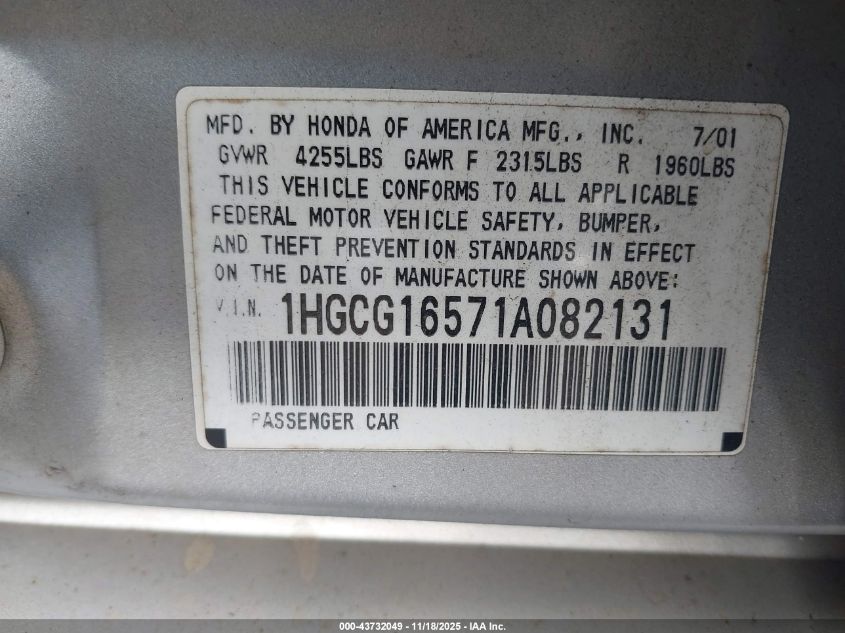 MFD. BY HONDA OF AMERICA MFG., INC. 7/01
GVWR 4255LBS GAWR F 2315LBS R 1960LBS
THIS VEHICLE CONFORMS TO ALL APPLICABLE
FEDERAL MOTOR VEHICLE SAFETY, BUMPER,
AND THEFT PREVENTION STANDARDS IN EFFECT
ON THE DATE OF MANUFACTURE SHOWN ABOVE:
V.I.N. 1HGCG16571A082131
PASSENGER CAR
000-43732049 - 11/18/2025 - IAA Inc.